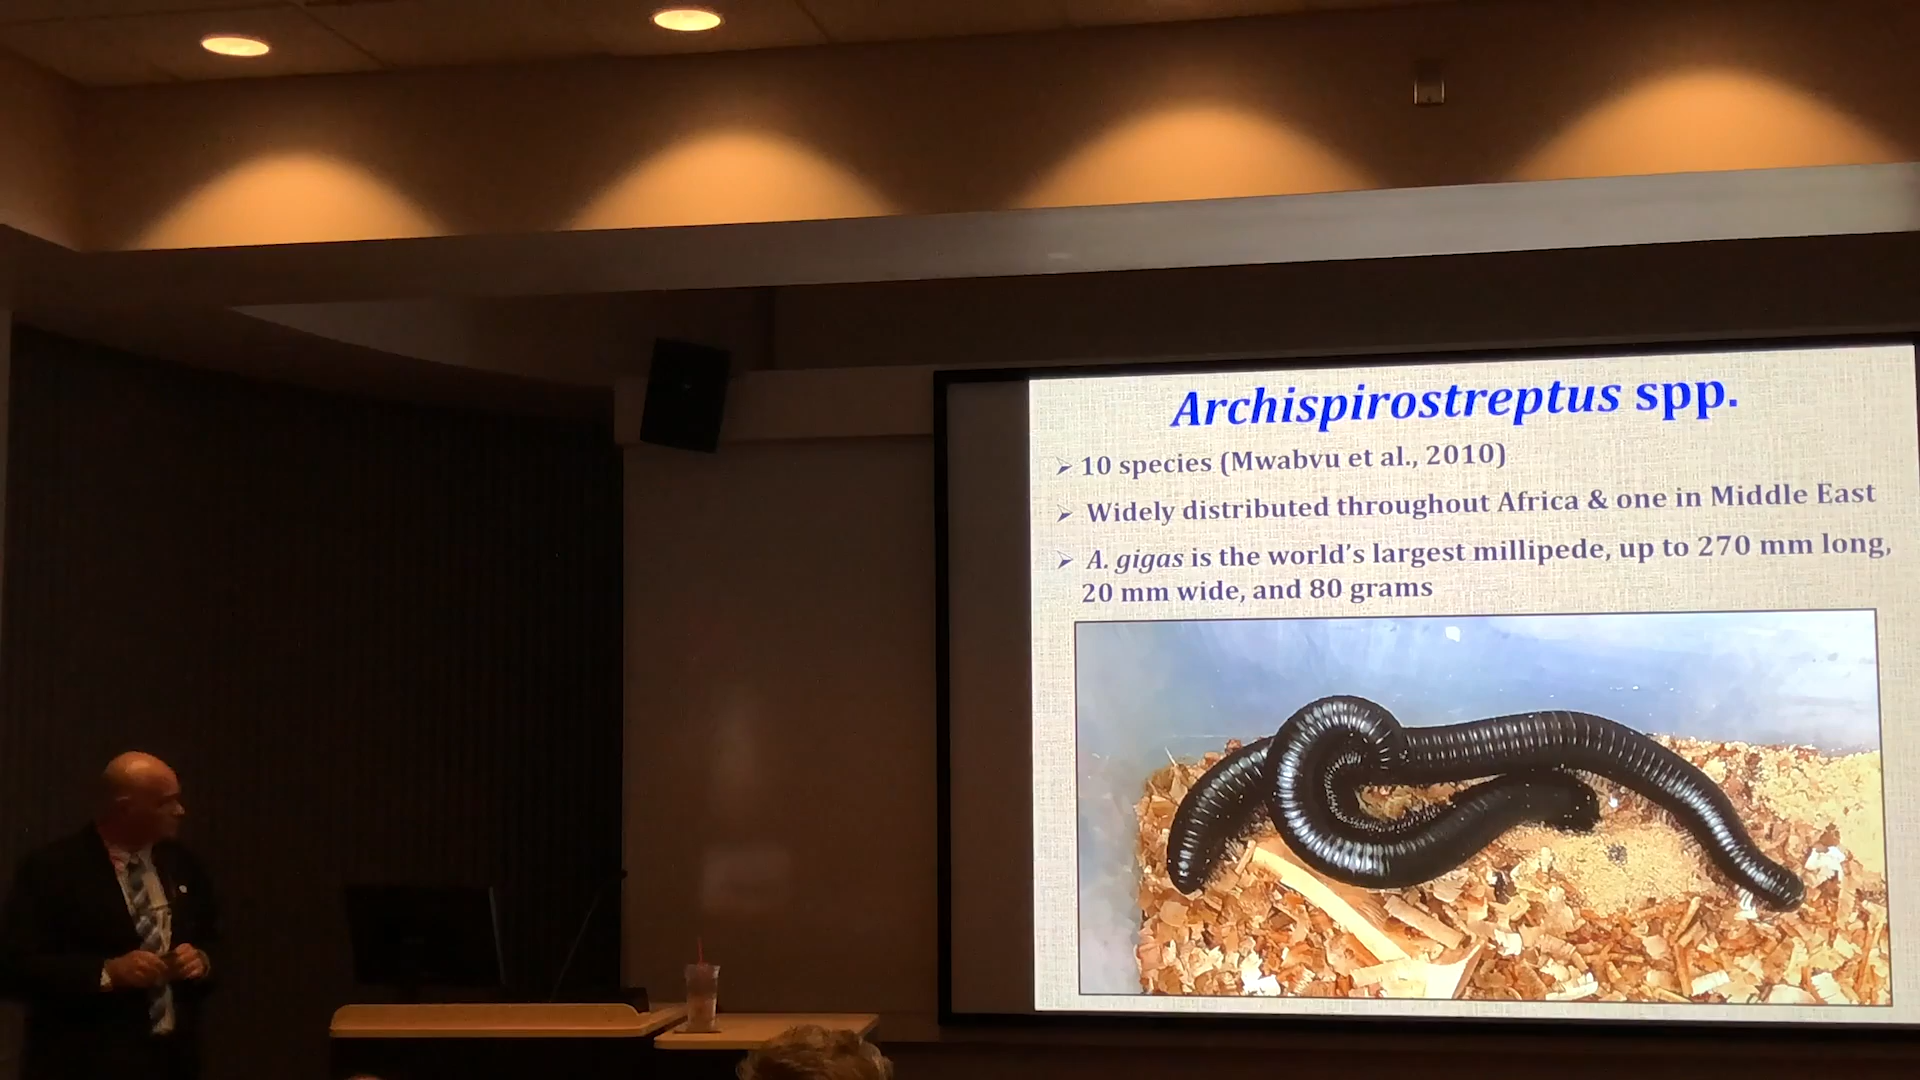 Archispirostreptus spp.
➢ 10 species (Mwabvu et al., 2010)
➢ Widely distributed throughout Africa & one in Middle East
➢ A. gigas is the world's largest millipede, up to 270 mm long,
20 mm wide, and 80 grams